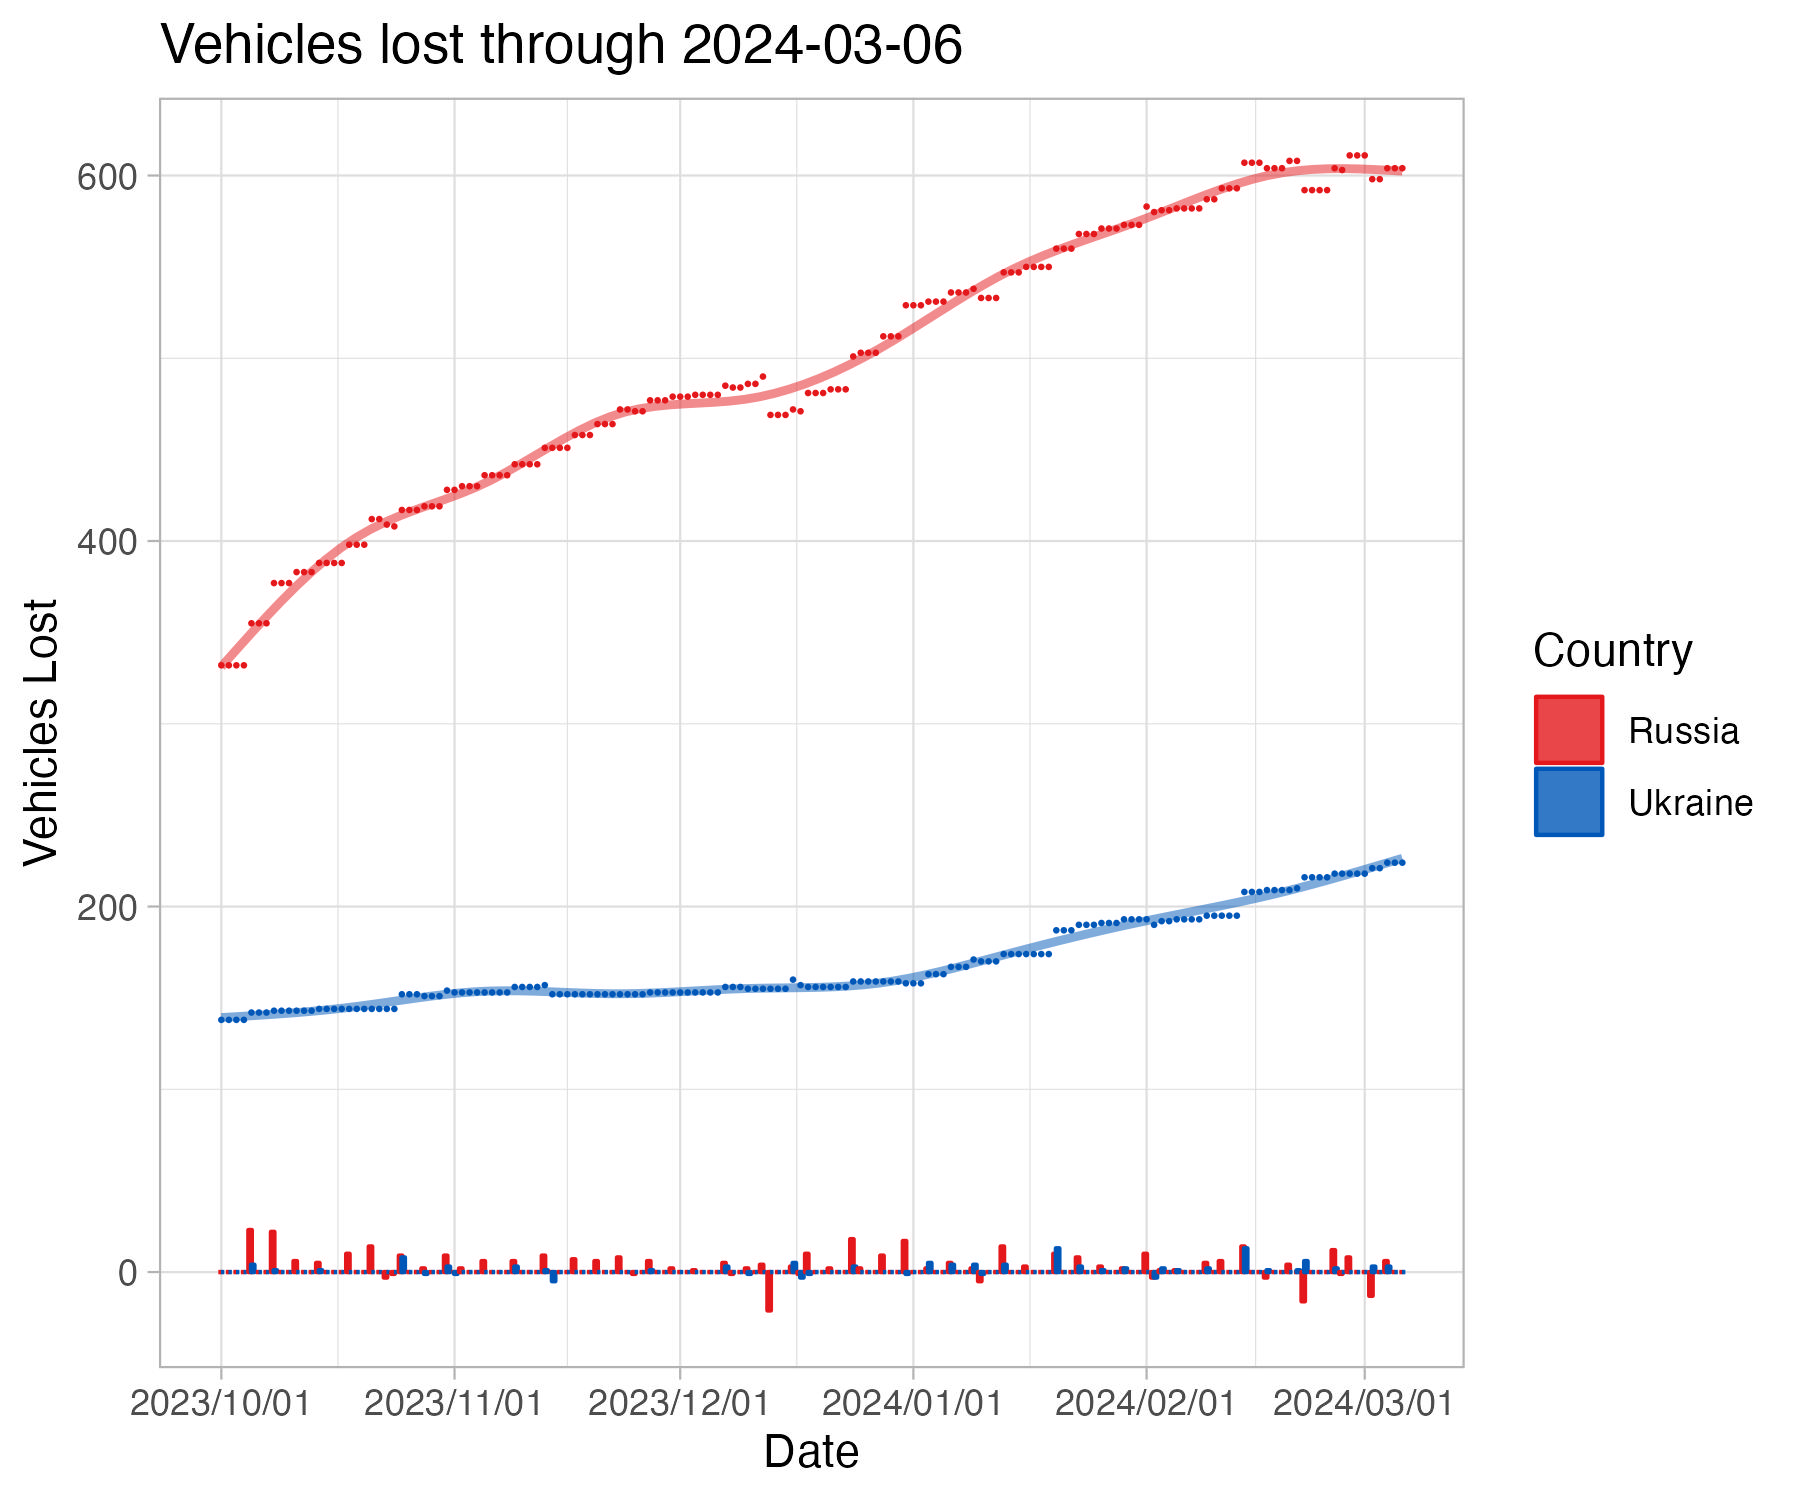 Vehicles lost through 2024-03-06
Vehicles Lost
600
400
200
0
2023/10/01
2023/11/01
2023/12/01
2024/01/01
2024/02/01
2024/03/01
Date
Country
Russia
Ukraine